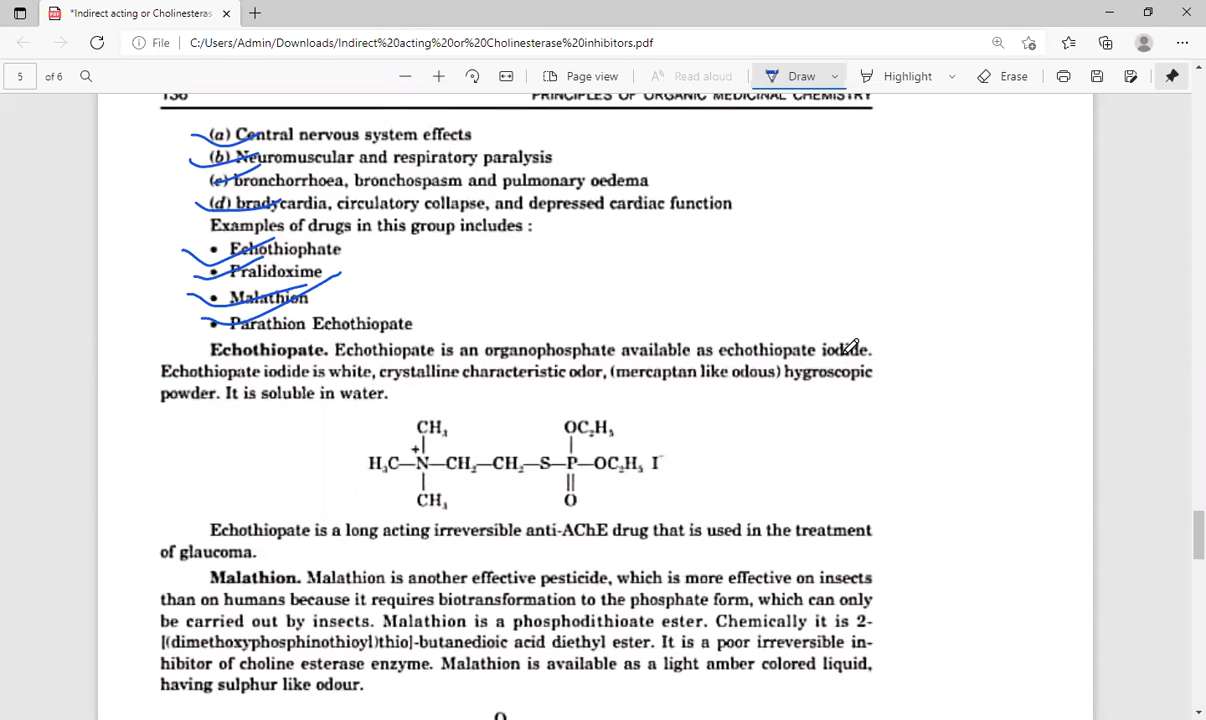 *Indirect acting or Cholinesteras
File C:/Users/Admin/Downloads/Indirect%20acting%20or%20Cholinesterase%20inhibitors.pdf
5 of 6 Page view Read aloud Draw Highlight Erase
136 PRINCIPLES OF ORGANIC MEDICINAL CHEMISTRY
(a) Central nervous system effects
(b) Neuromuscular and respiratory paralysis
(c) bronchorrhoea, bronchospasm and pulmonary oedema
(d) bradycardia, circulatory collapse, and depressed cardiac function
Examples of drugs in this group includes :
• Echothiophate
• Pralidoxime
• Malathion
• Parathion Echothiopate
Echothiopate. Echothiopate is an organophosphate available as echothiopate iodide.
Echothiopate iodide is white, crystalline characteristic odor, (mercaptan like odous) hygroscopic
powder. It is soluble in water.
CH₃ OC₂H₅
+
H₃C—N—CH₂—CH₂—S—P—OC₂H₅ I⁻
CH₃ O
Echothiopate is a long acting irreversible anti-AChE drug that is used in the treatment
of glaucoma.
Malathion. Malathion is another effective pesticide, which is more effective on insects
than on humans because it requires biotransformation to the phosphate form, which can only
be carried out by insects. Malathion is a phosphodithioate ester. Chemically it is 2-
[(dimethoxyphosphinothioyl)thio]-butanedioic acid diethyl ester. It is a poor irreversible in-
hibitor of choline esterase enzyme. Malathion is available as a light amber colored liquid,
having sulphur like odour.
O